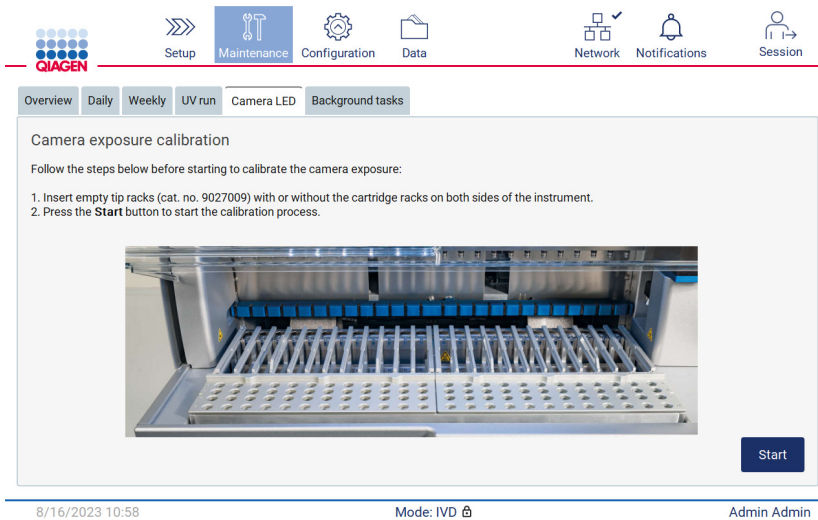 QIAGEN
Setup
Maintenance
Configuration
Data
Network
Notifications
Session
Overview
Daily
Weekly
UV run
Camera LED
Background tasks
Camera exposure calibration
Follow the steps below before starting to calibrate the camera exposure:
1. Insert empty tip racks (cat. no. 9027009) with or without the cartridge racks on both sides of the instrument.
2. Press the Start button to start the calibration process.
Start
8/16/2023 10:58
Mode: IVD
Admin Admin